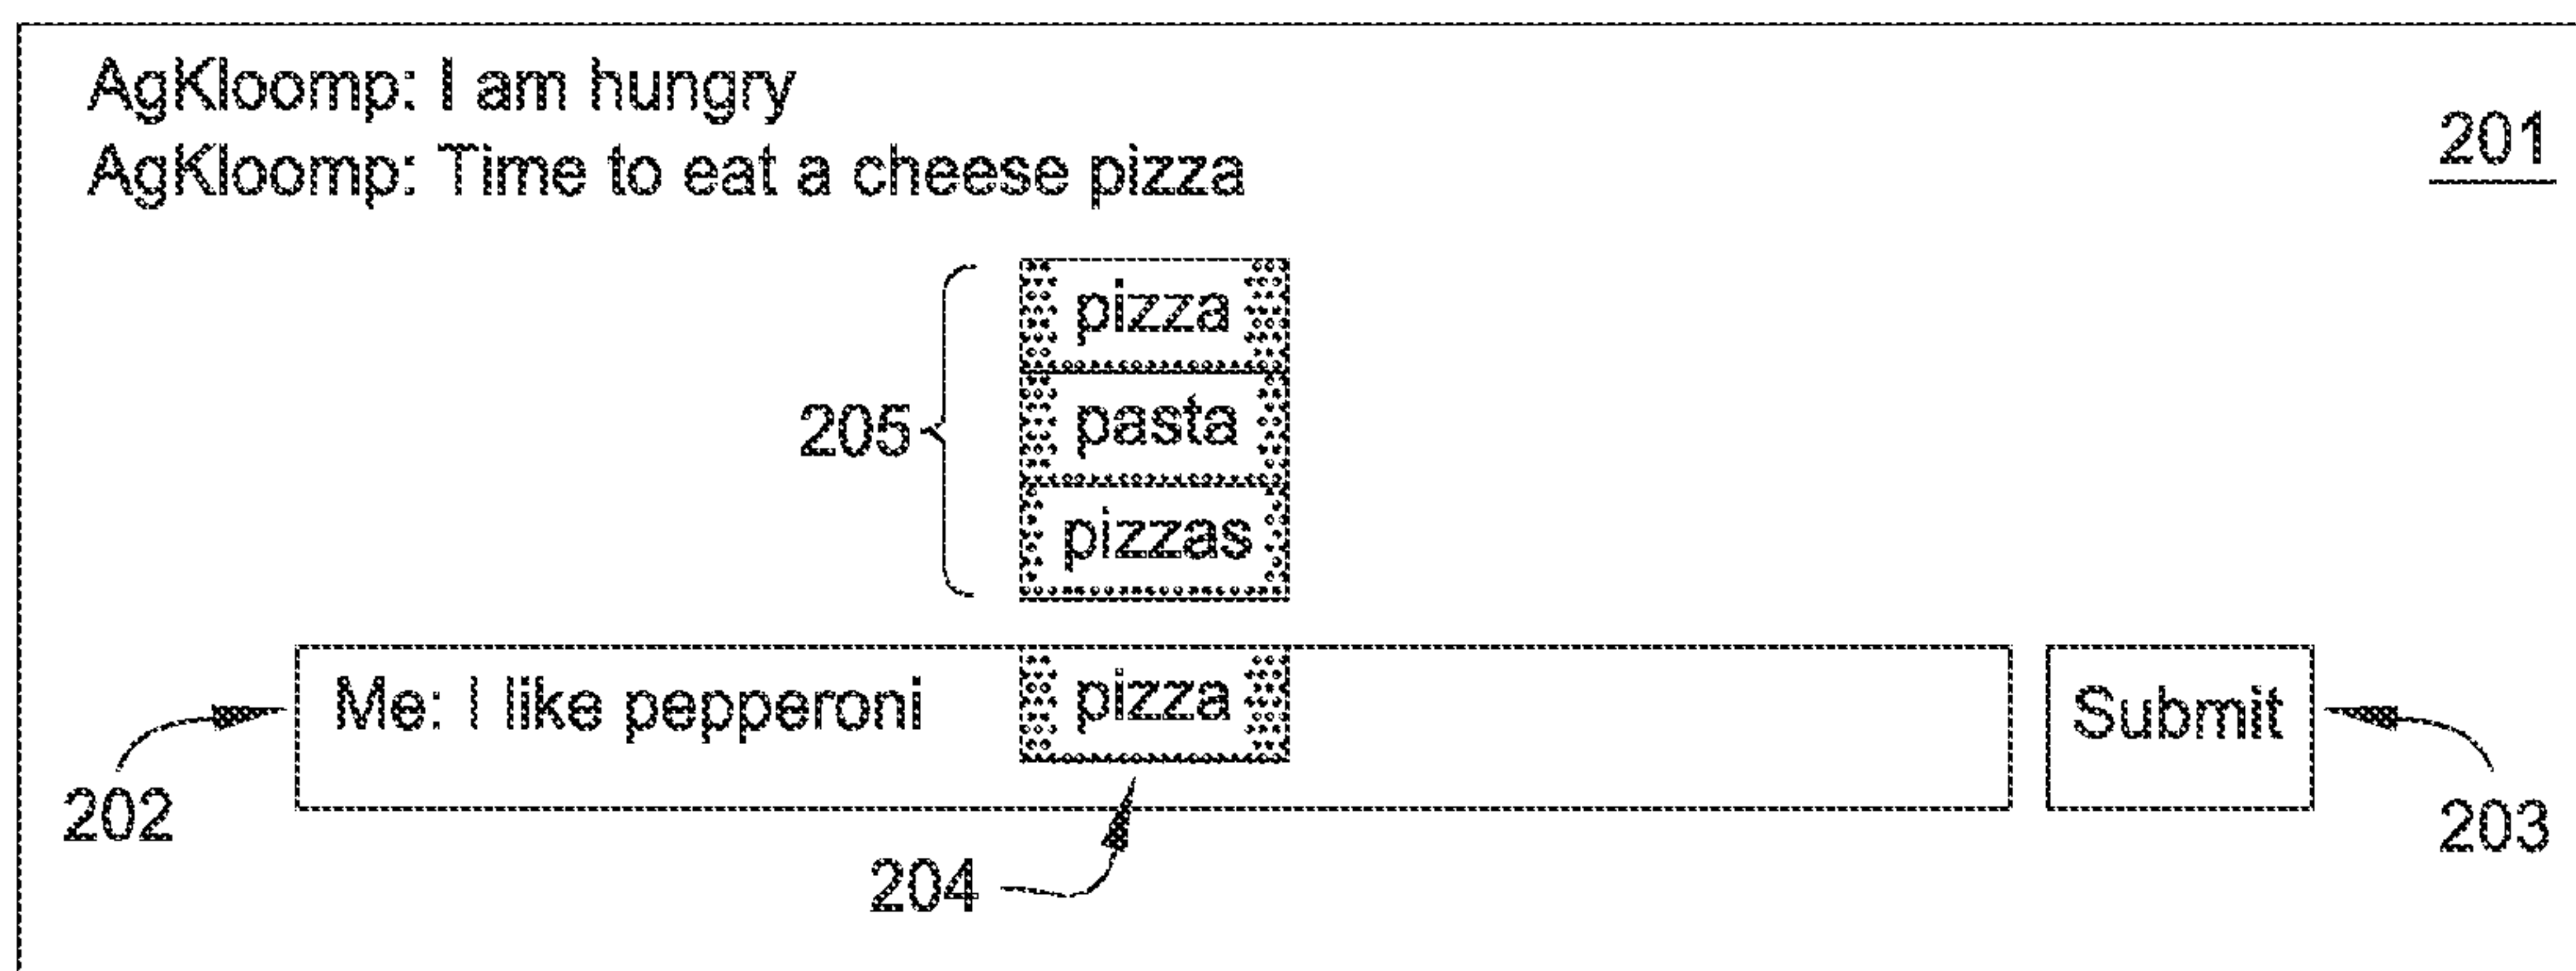 AgKloomp: I am hungry
AgKloomp: Time to eat a cheese pizza
201
pizza
205
pasta
pizzas
Me: I like pepperoni pizza
Submit
202
203
204